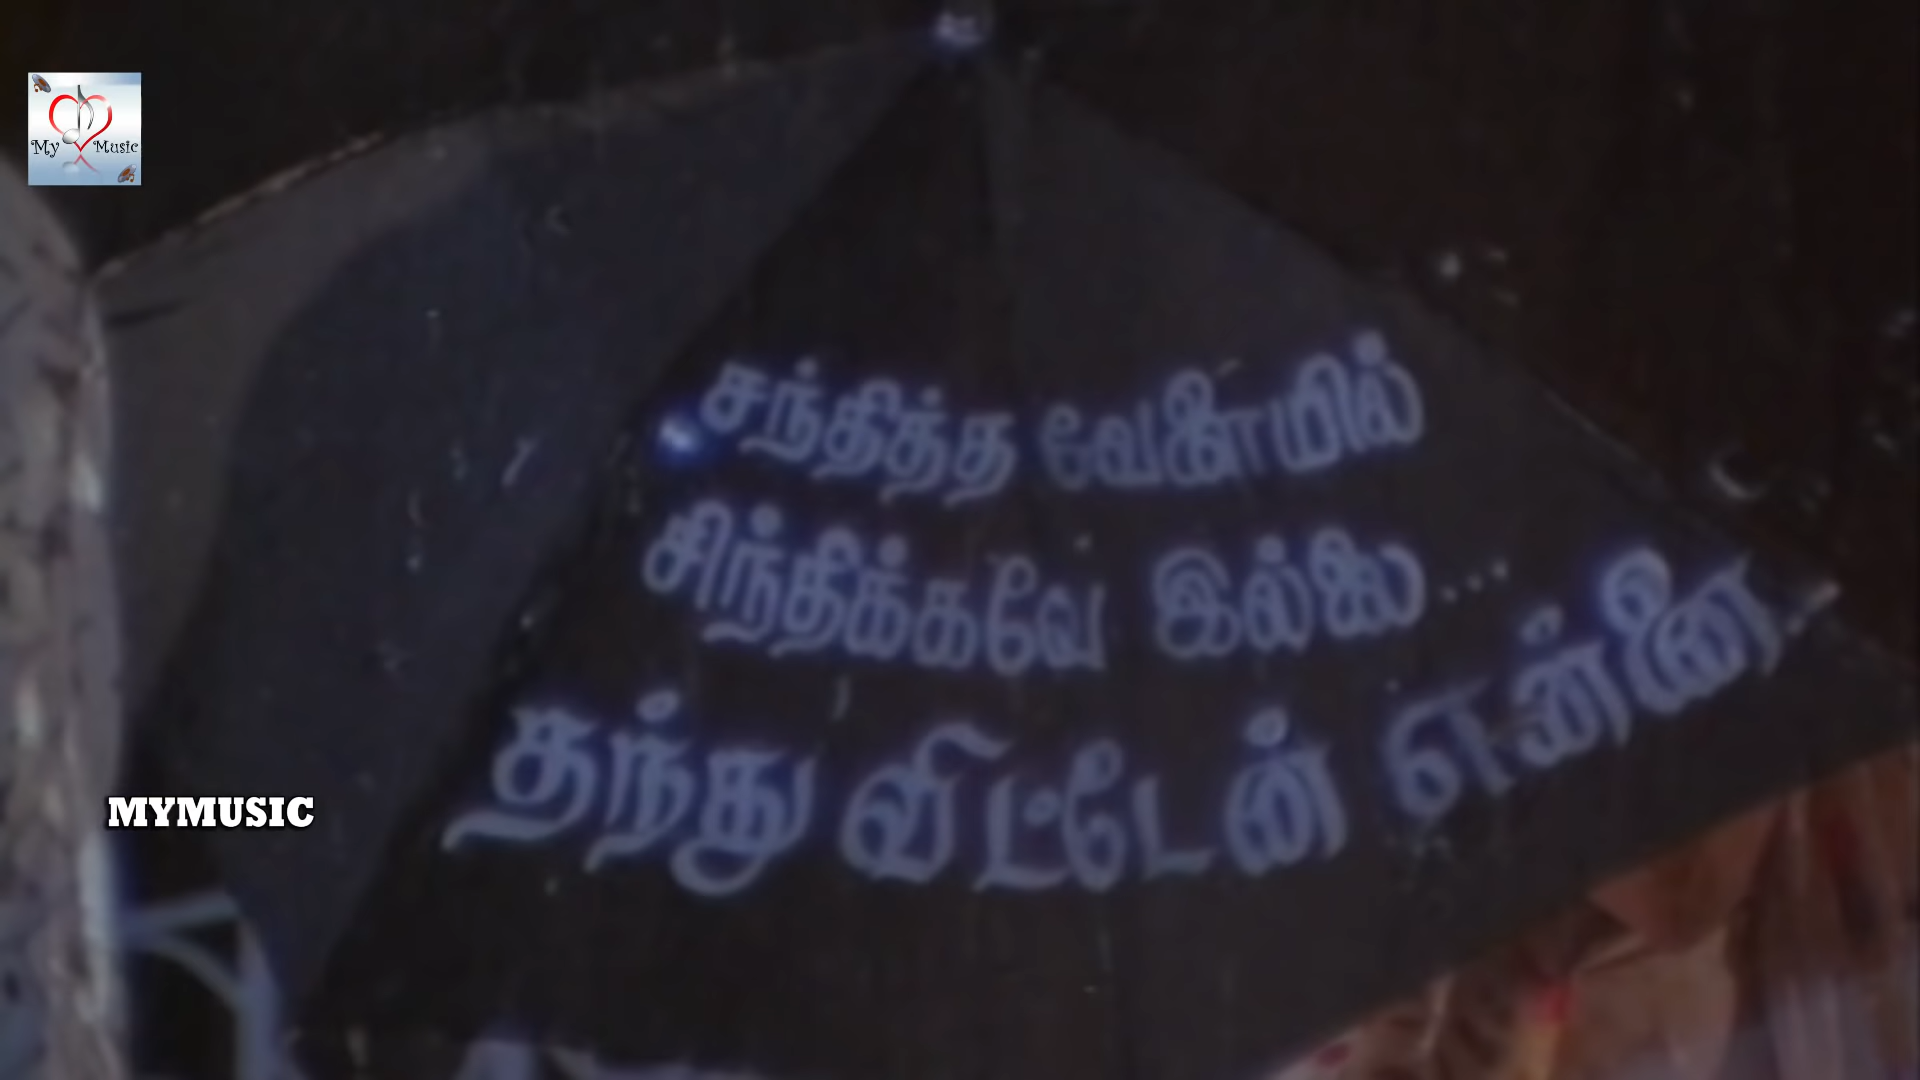 My Music
சந்தித்த வேளையில்
சிந்திக்கவே இல்லை...
தந்து விட்டேன் என்னை..
MYMUSIC